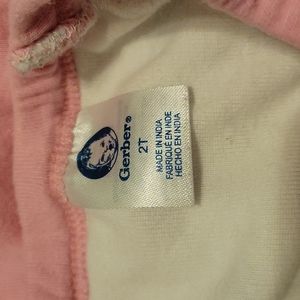 Gerber®
2T
MADE IN INDIA
FABRIQUÉ EN INDE
HECHO EN INDIA